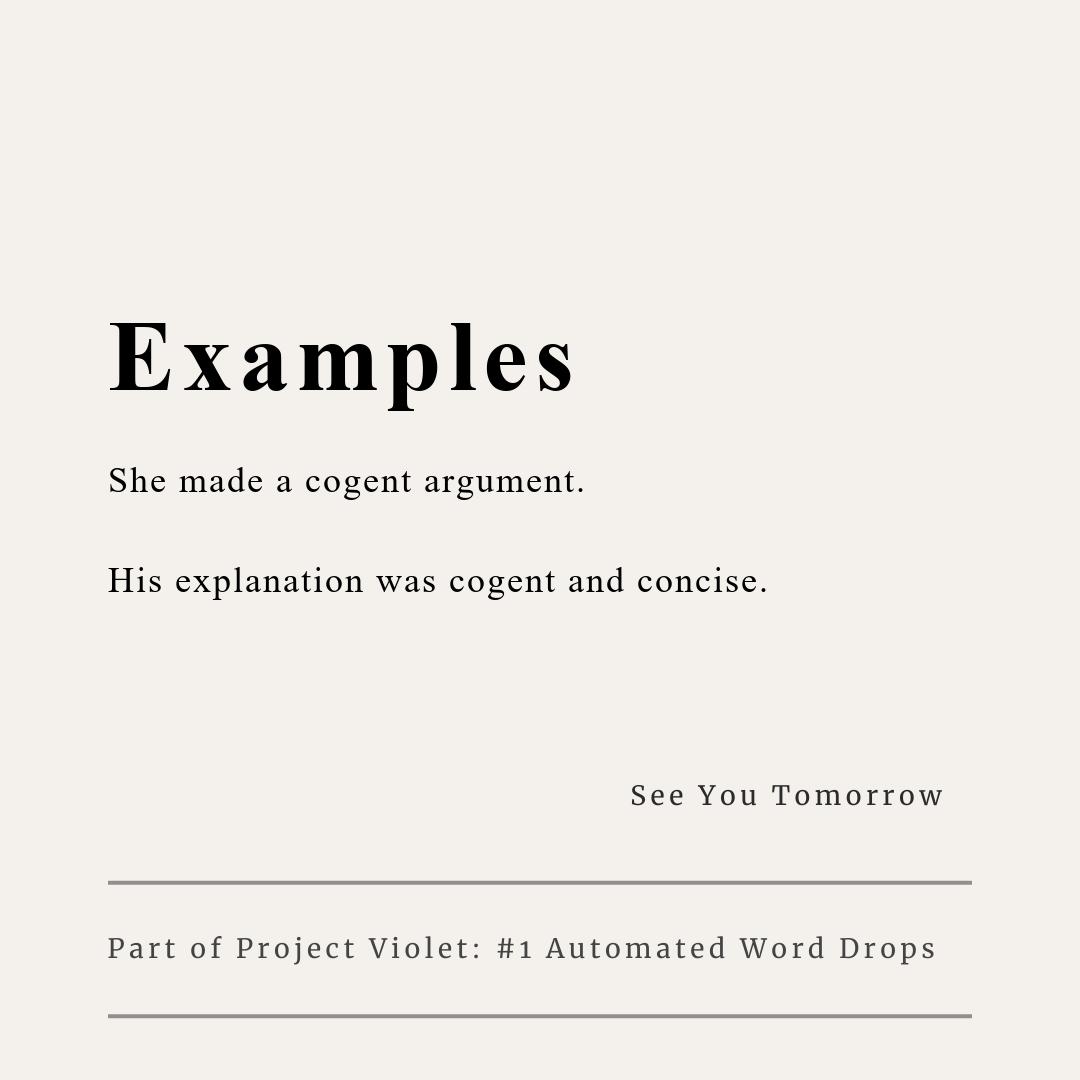 Examples
She made a cogent argument.
His explanation was cogent and concise.
See You Tomorrow
Part of Project Violet: #1 Automated Word Drops